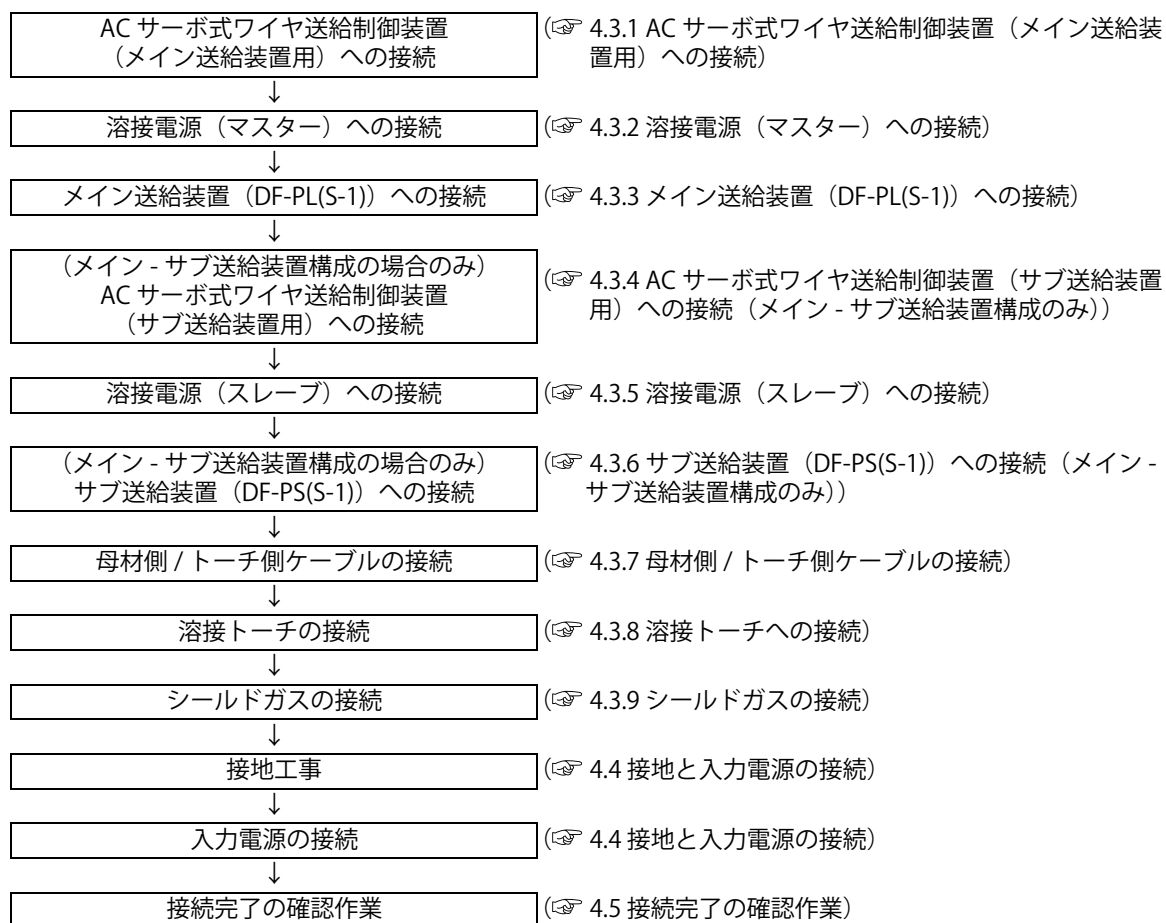 AC サーボ式ワイヤ送給制御装置
（メイン送給装置用）への接続
(☞ 4.3.1 AC サーボ式ワイヤ送給制御装置（メイン送給装
置用）への接続）
↓
溶接電源（マスター）への接続
(☞ 4.3.2 溶接電源（マスター）への接続）
↓
メイン送給装置（DF-PL(S-1)）への接続
(☞ 4.3.3 メイン送給装置（DF-PL(S-1)）への接続）
↓
（メイン - サブ送給装置構成の場合のみ）
AC サーボ式ワイヤ送給制御装置
（サブ送給装置用）への接続
(☞ 4.3.4 AC サーボ式ワイヤ送給制御装置（サブ送給装置
用）への接続（メイン - サブ送給装置構成のみ））
↓
溶接電源（スレーブ）への接続
(☞ 4.3.5 溶接電源（スレーブ）への接続）
↓
（メイン - サブ送給装置構成の場合のみ）
サブ送給装置（DF-PS(S-1)）への接続
(☞ 4.3.6 サブ送給装置（DF-PS(S-1)）への接続（メイン -
サブ送給装置構成のみ））
↓
母材側 / トーチ側ケーブルの接続
(☞ 4.3.7 母材側 / トーチ側ケーブルの接続）
↓
溶接トーチの接続
(☞ 4.3.8 溶接トーチへの接続）
↓
シールドガスの接続
(☞ 4.3.9 シールドガスの接続）
↓
接地工事
(☞ 4.4 接地と入力電源の接続）
↓
入力電源の接続
(☞ 4.4 接地と入力電源の接続）
↓
接続完了の確認作業
(☞ 4.5 接続完了の確認作業）